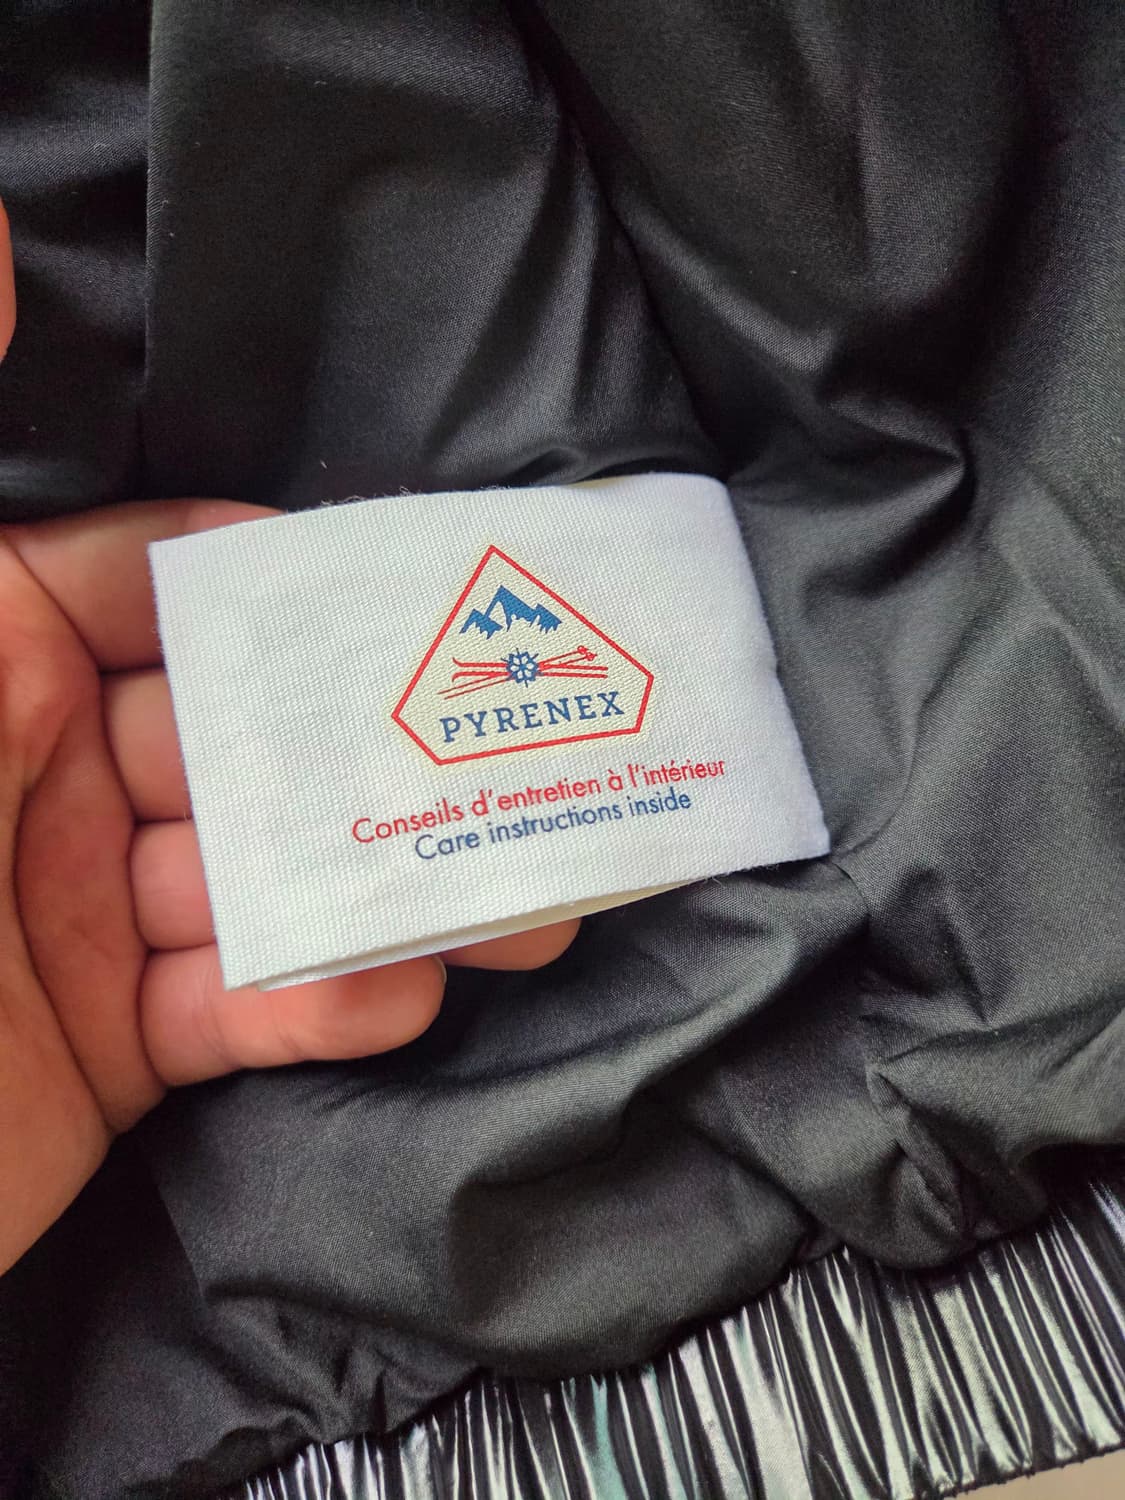 PYRENEX
Conseils d'entretien à l'intérieur
Care instructions inside